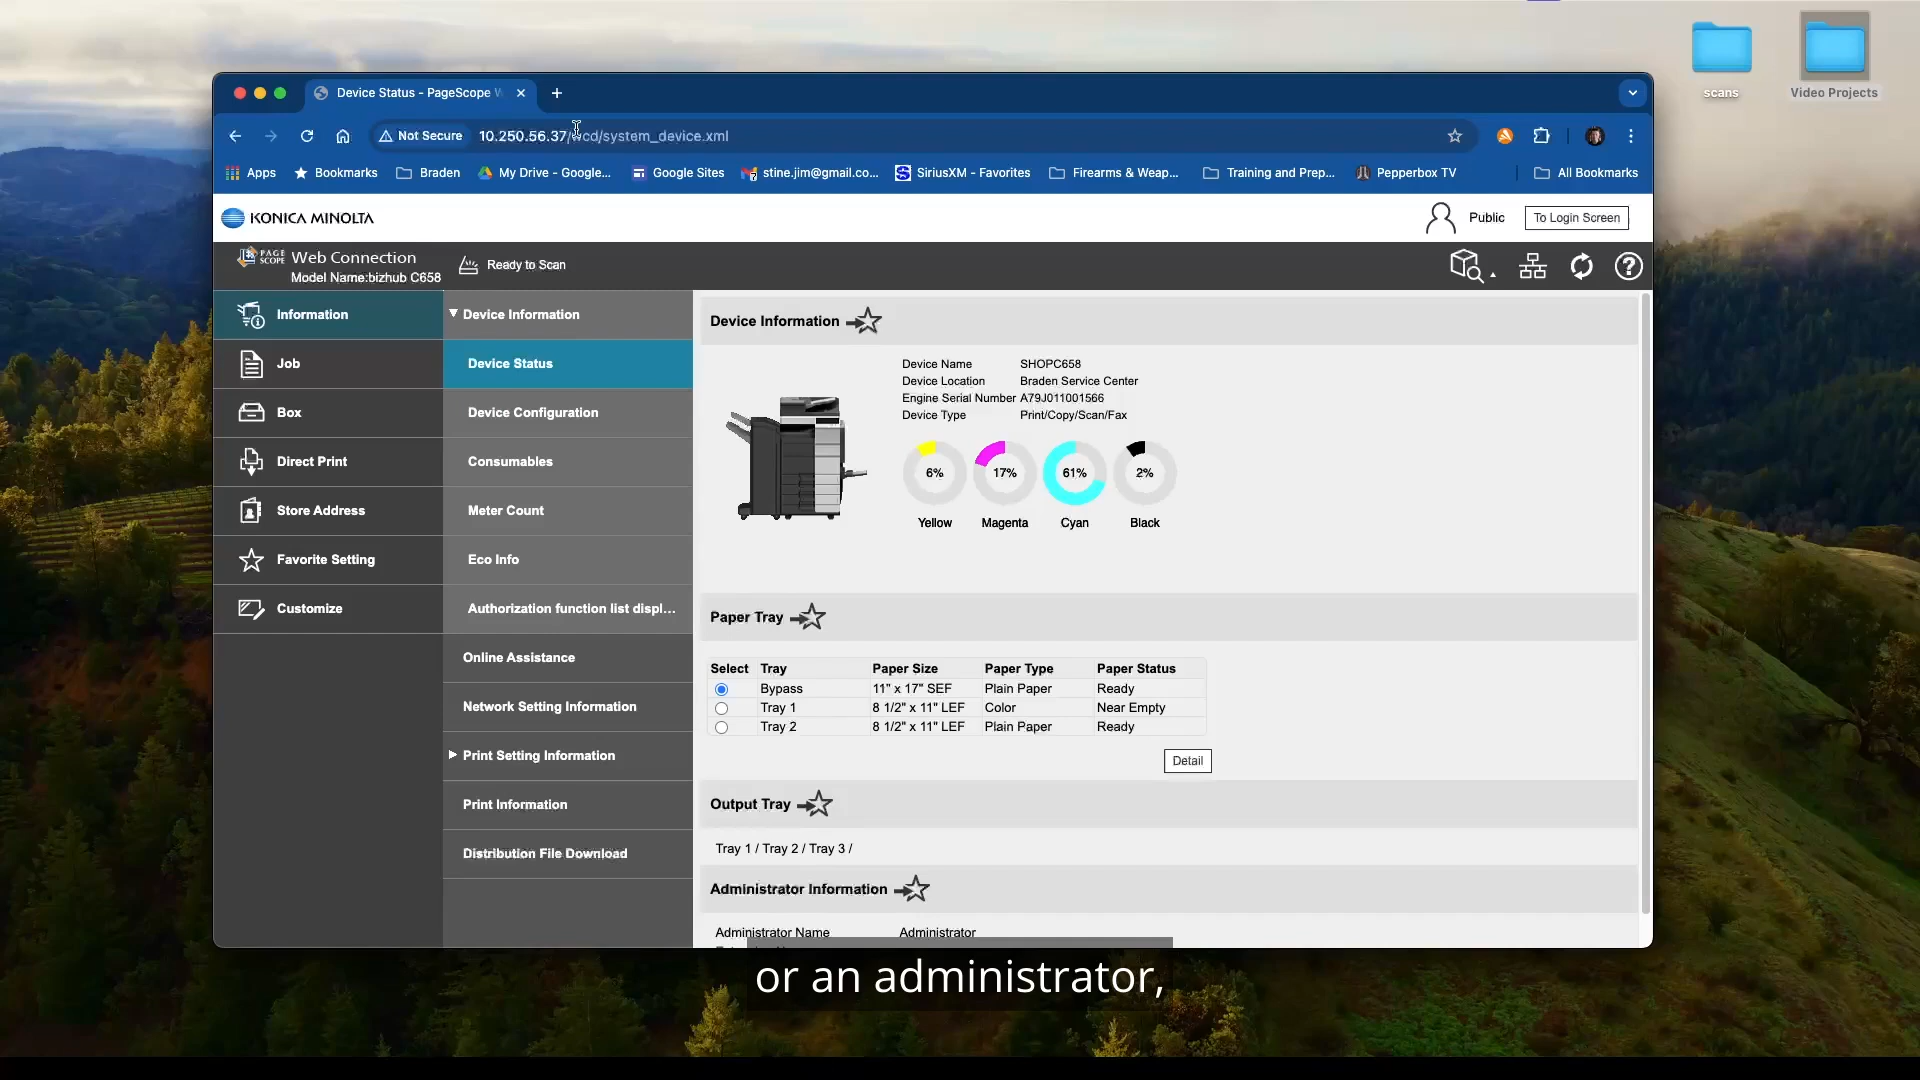 scans
Video Projects
Device Status - PageScope W
Not Secure
10.250.56.37/wcd/system_device.xml
Apps
Bookmarks
Braden
My Drive - Google...
Google Sites
stine.jim@gmail.co...
SiriusXM - Favorites
Firearms & Weap...
Training and Prep...
Pepperbox TV
All Bookmarks
KONICA MINOLTA
Public
To Login Screen
PAGE SCOPE Web Connection
Model Name:bizhub C658
Ready to Scan
Information
Job
Box
Direct Print
Store Address
Favorite Setting
Customize
Device Information
Device Status
Device Configuration
Consumables
Meter Count
Eco Info
Authorization function list displ...
Online Assistance
Network Setting Information
Print Setting Information
Print Information
Distribution File Download
Device Information
Device Name SHOPC658
Device Location Braden Service Center
Engine Serial Number A79J011001566
Device Type Print/Copy/Scan/Fax
6% 17% 61% 2%
Yellow Magenta Cyan Black
Paper Tray
Select Tray Paper Size Paper Type Paper Status
Bypass 11" x 17" SEF Plain Paper Ready
Tray 1 8 1/2" x 11" LEF Color Near Empty
Tray 2 8 1/2" x 11" LEF Plain Paper Ready
Detail
Output Tray
Tray 1 / Tray 2 / Tray 3 /
Administrator Information
Administrator Name Administrator
or an administrator,